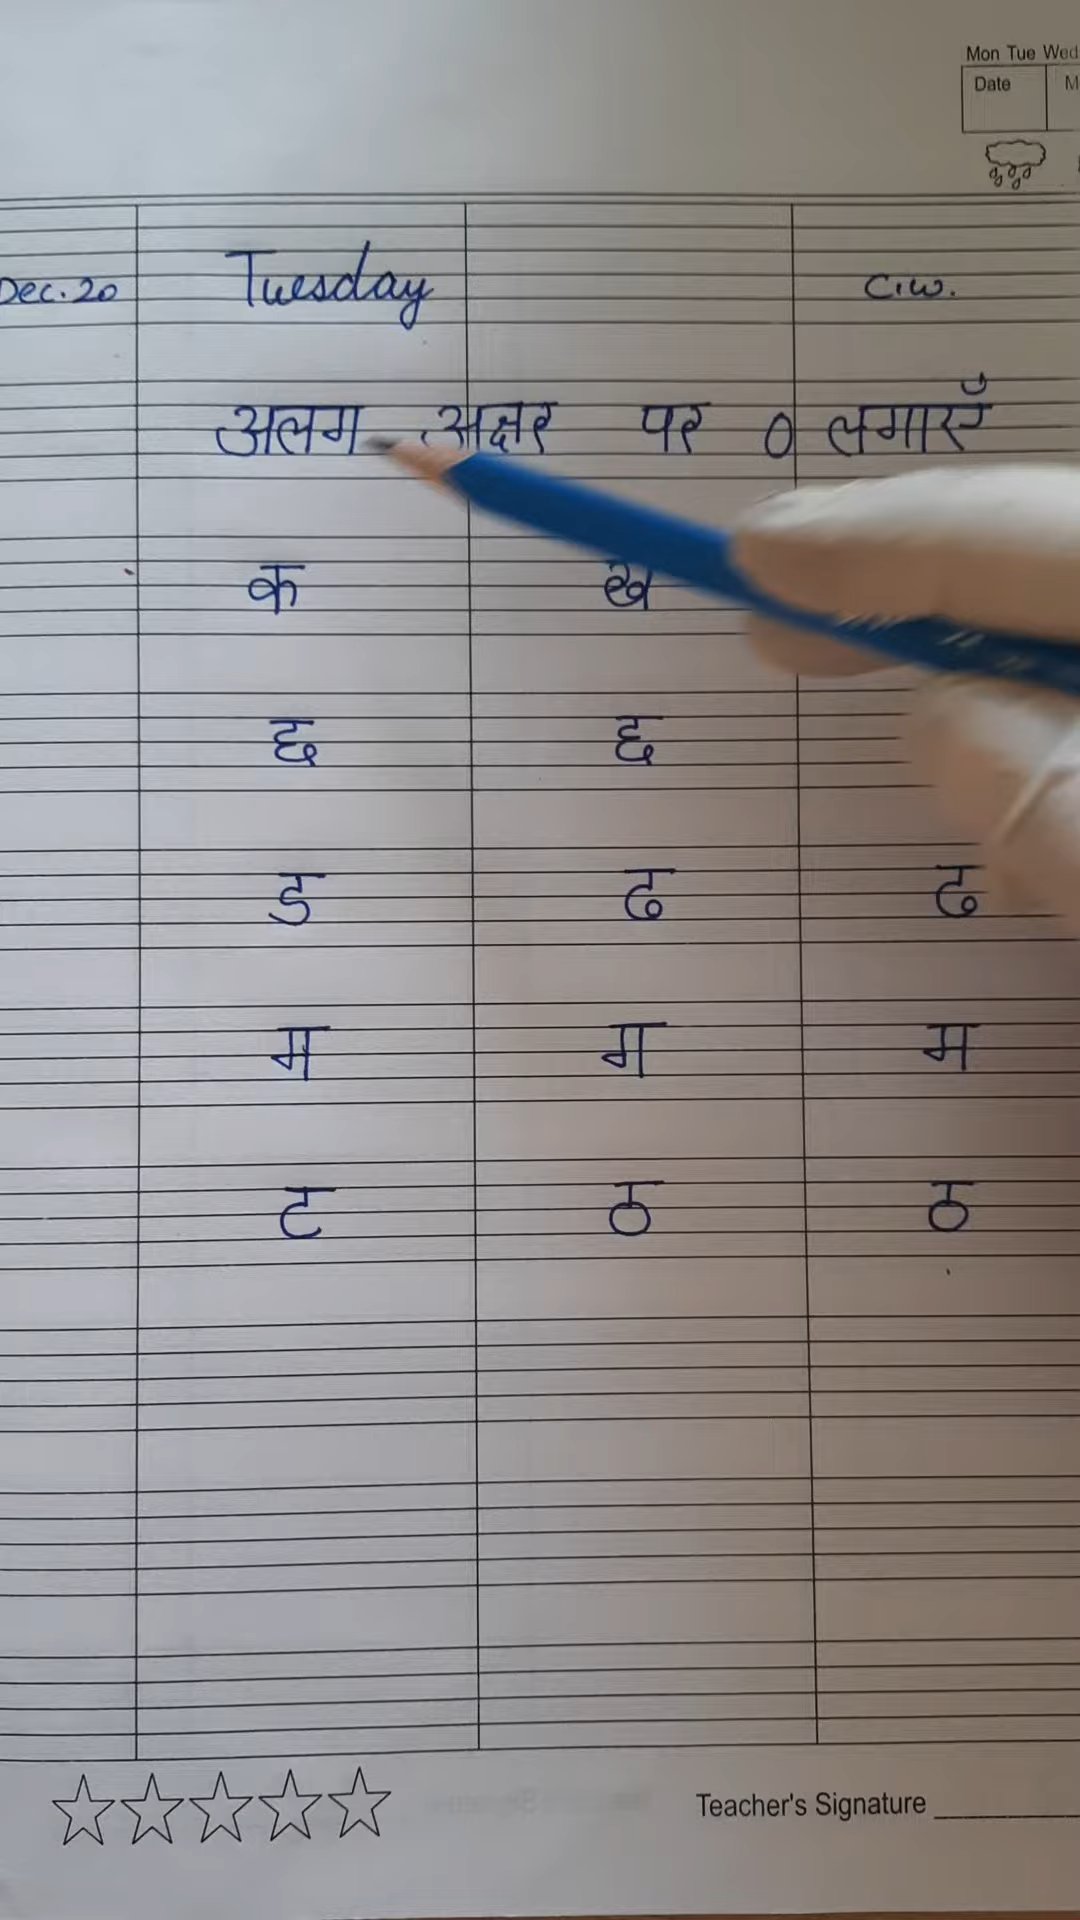 Mon Tue Wed
Date M
Dec. 20 Tuesday C.W.
अलग अक्षर पर 0 लगाएँ
क ख
छ छ
ड ढ ढ
म ग म
ट ठ ठ
Teacher's Signature